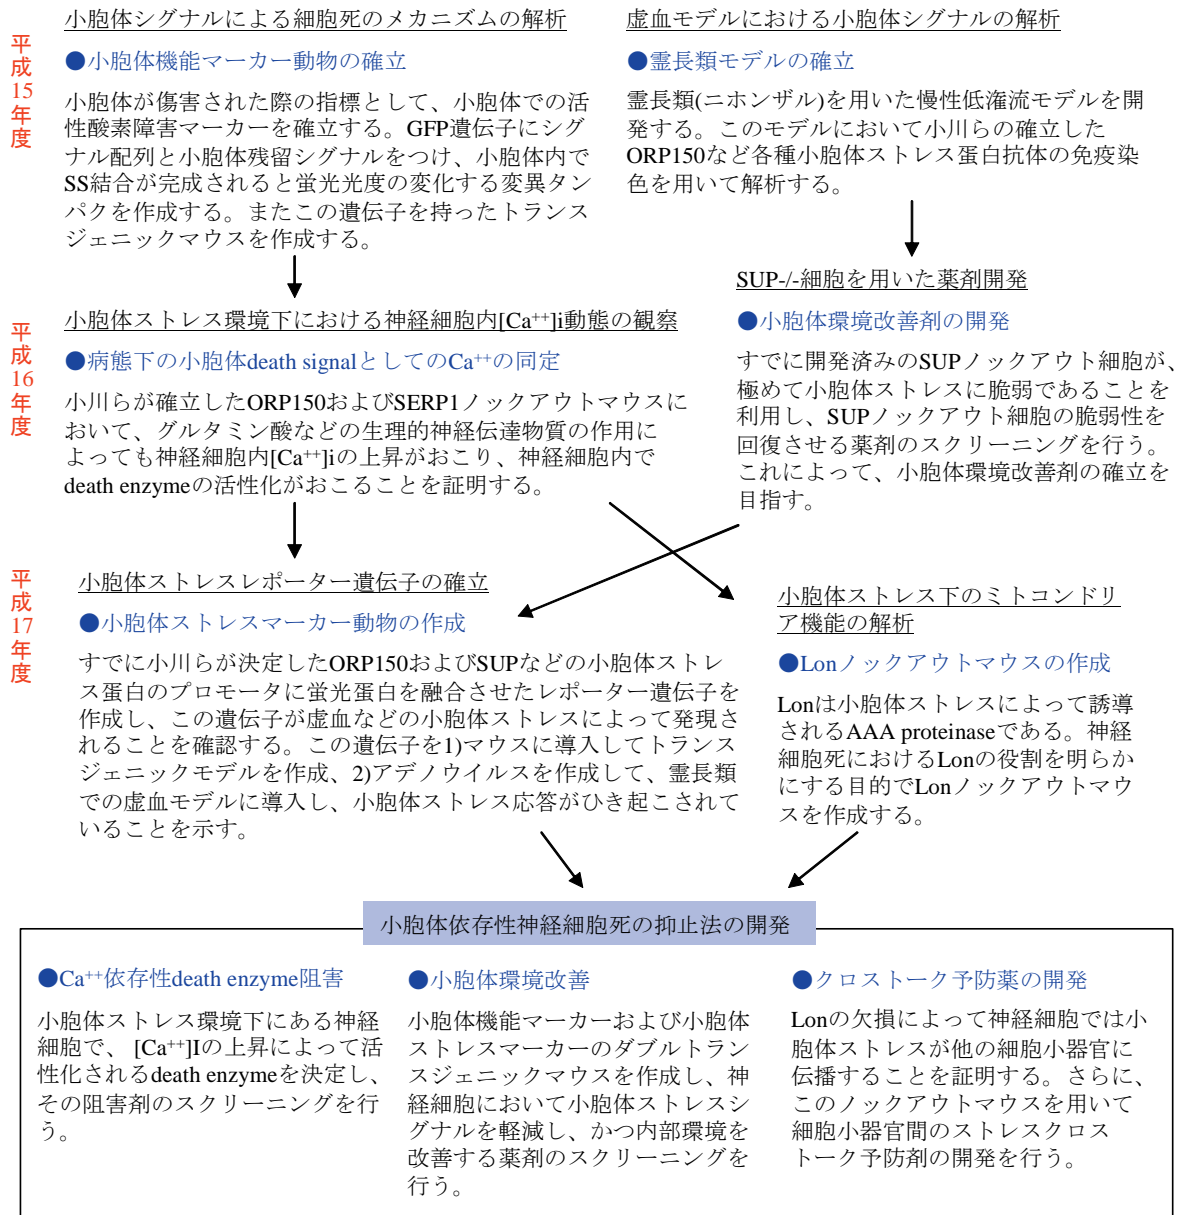 平成15年度
小胞体シグナルによる細胞死のメカニズムの解析
●小胞体機能マーカー動物の確立
小胞体が傷害された際の指標として、小胞体での活
性酸素障害マーカーを確立する。GFP遺伝子にシグ
ナル配列と小胞体残留シグナルをつけ、小胞体内で
SS結合が完成されると蛍光光度の変化する変異タン
パクを作成する。またこの遺伝子を持ったトランス
ジェニックマウスを作成する。
虚血モデルにおける小胞体シグナルの解析
●霊長類モデルの確立
霊長類(ニホンザル)を用いた慢性低潅流モデルを開
発する。このモデルにおいて小川らの確立した
ORP150など各種小胞体ストレス蛋白抗体の免疫染
色を用いて解析する。
平成16年度
小胞体ストレス環境下における神経細胞内[Ca⁺⁺]i動態の観察
●病態下の小胞体death signalとしてのCa⁺⁺の同定
小川らが確立したORP150およびSERP1ノックアウトマウスに
おいて、グルタミン酸などの生理的神経伝達物質の作用に
よっても神経細胞内[Ca⁺⁺]iの上昇がおこり、神経細胞内で
death enzymeの活性化がおこることを証明する。
SUP-/-細胞を用いた薬剤開発
●小胞体環境改善剤の開発
すでに開発済みのSUPノックアウト細胞が、
極めて小胞体ストレスに脆弱であることを
利用し、SUPノックアウト細胞の脆弱性を
回復させる薬剤のスクリーニングを行う。
これによって、小胞体環境改善剤の確立を
目指す。
平成17年度
小胞体ストレスレポーター遺伝子の確立
●小胞体ストレスマーカー動物の作成
すでに小川らが決定したORP150およびSUPなどの小胞体ストレ
ス蛋白のプロモータに蛍光蛋白を融合させたレポーター遺伝子を
作成し、この遺伝子が虚血などの小胞体ストレスによって発現さ
れることを確認する。この遺伝子を1)マウスに導入してトランス
ジェニックモデルを作成、2)アデノウイルスを作成して、霊長類
での虚血モデルに導入し、小胞体ストレス応答がひき起こされて
いることを示す。
小胞体ストレス下のミトコンドリ
ア機能の解析
●Lonノックアウトマウスの作成
Lonは小胞体ストレスによって誘導
されるAAA proteinaseである。神経
細胞死におけるLonの役割を明らか
にする目的でLonノックアウトマウ
スを作成する。
小胞体依存性神経細胞死の抑止法の開発
●Ca⁺⁺依存性death enzyme阻害
小胞体ストレス環境下にある神経
細胞で、 [Ca⁺⁺]Iの上昇によって活
性化されるdeath enzymeを決定し、
その阻害剤のスクリーニングを行
う。
●小胞体環境改善
小胞体機能マーカーおよび小胞体
ストレスマーカーのダブルトラン
スジェニックマウスを作成し、神
経細胞において小胞体ストレスシ
グナルを軽減し、かつ内部環境を
改善する薬剤のスクリーニングを
行う。
●クロストーク予防薬の開発
Lonの欠損によって神経細胞では小
胞体ストレスが他の細胞小器官に
伝播することを証明する。さらに、
このノックアウトマウスを用いて
細胞小器官間のストレスクロス
トーク予防剤の開発を行う。